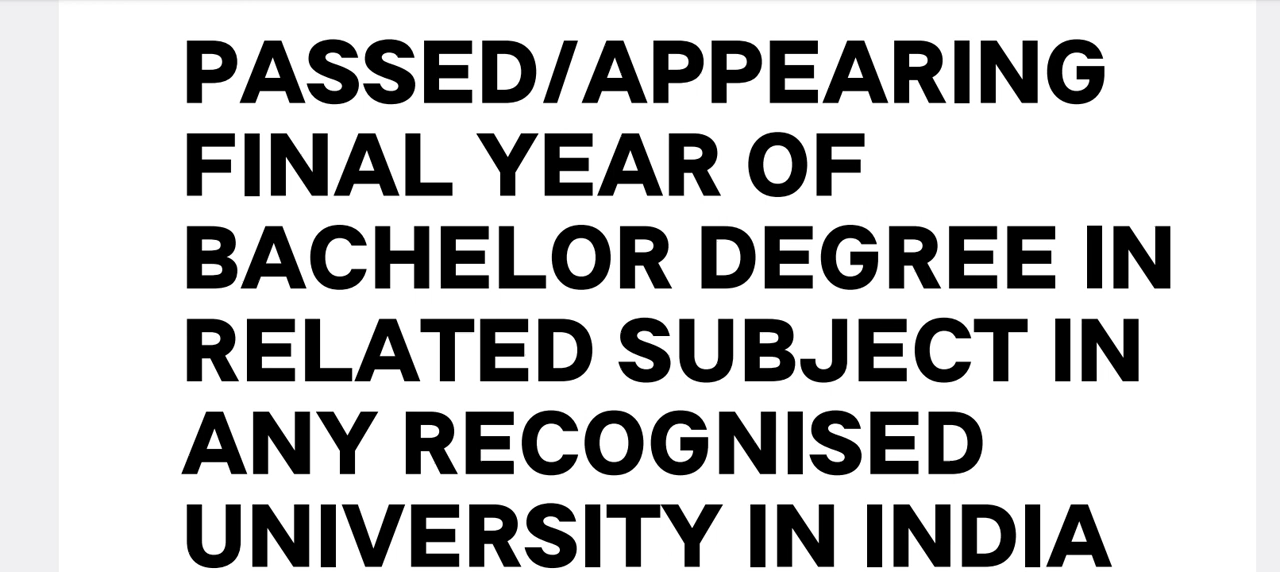 PASSED/APPEARING
FINAL YEAR OF
BACHELOR DEGREE IN
RELATED SUBJECT IN
ANY RECOGNISED
UNIVERSITY IN INDIA